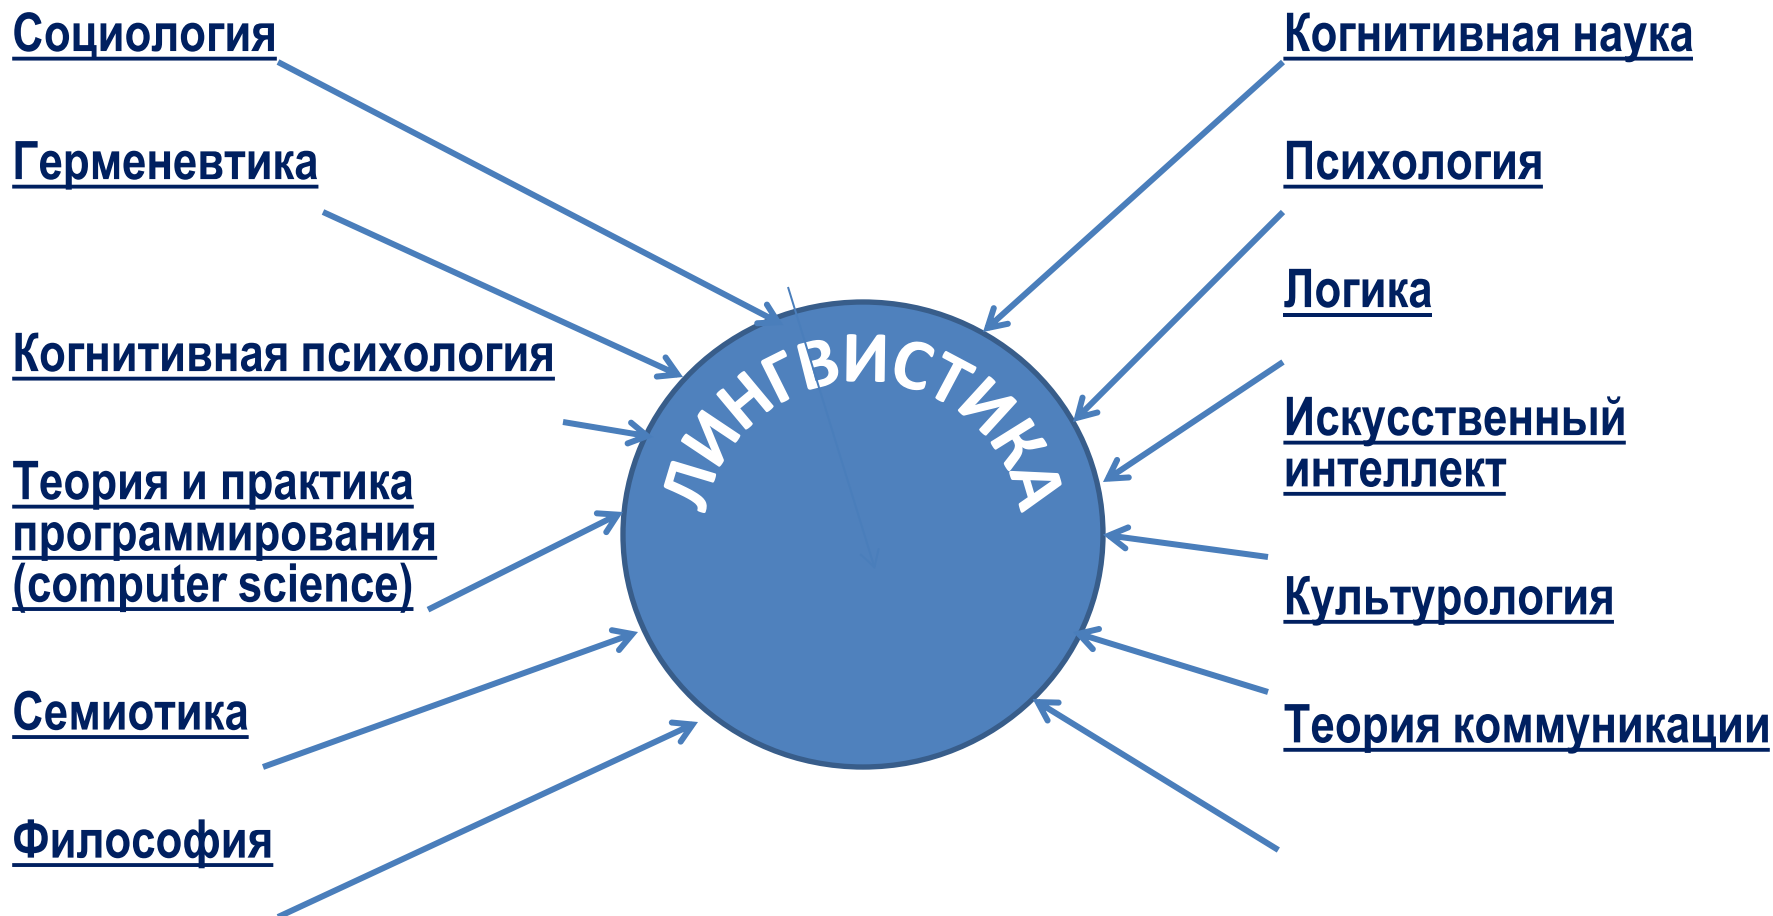 Социология
Герменевтика
Когнитивная психология
Теория и практика
программирования
(computer science)
Семиотика
Философия
ЛИНГВИСТИКА
Когнитивная наука
Психология
Логика
Искусственный
интеллект
Культурология
Теория коммуникации